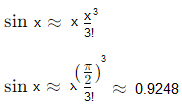 sin x ≈ x x³/3!
sin x ≈ x (π/2)³/3! ≈ 0.9248